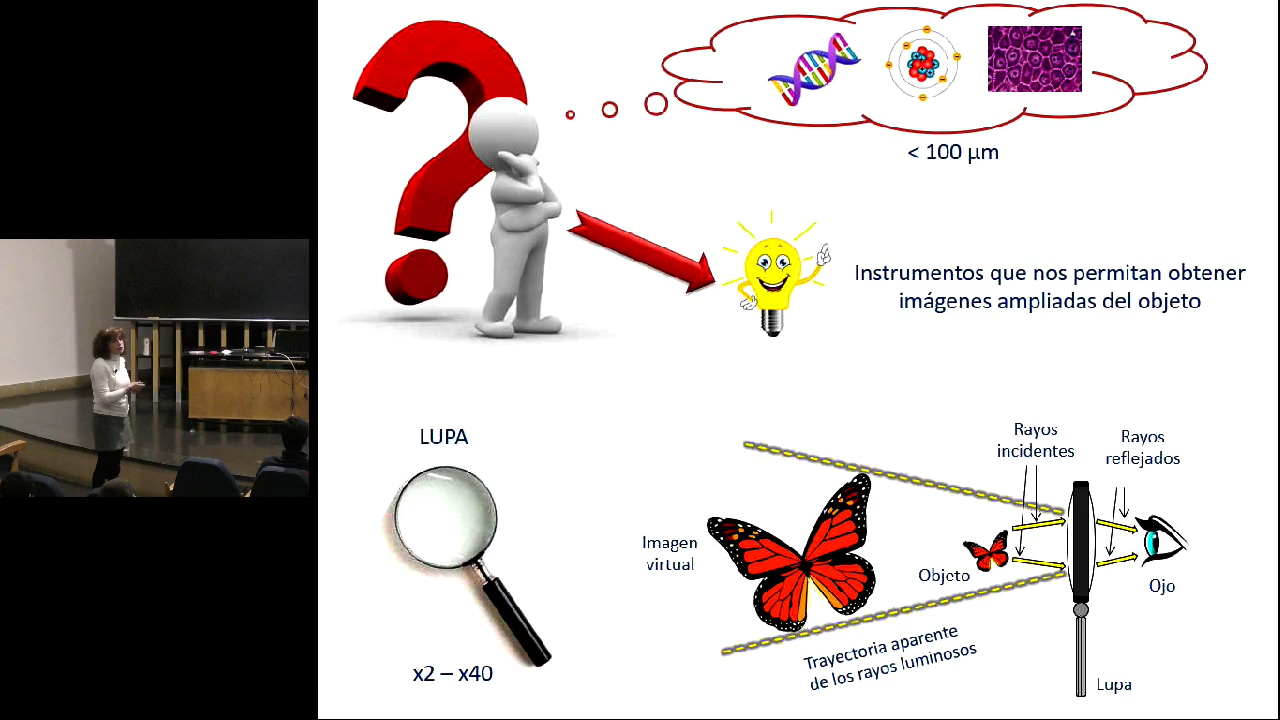 < 100 µm
Instrumentos que nos permitan obtener
imágenes ampliadas del objeto
LUPA
x2 – x40
Rayos
incidentes
Rayos
reflejados
Imagen
virtual
Objeto
Ojo
Trayectoria aparente
de los rayos luminosos
Lupa